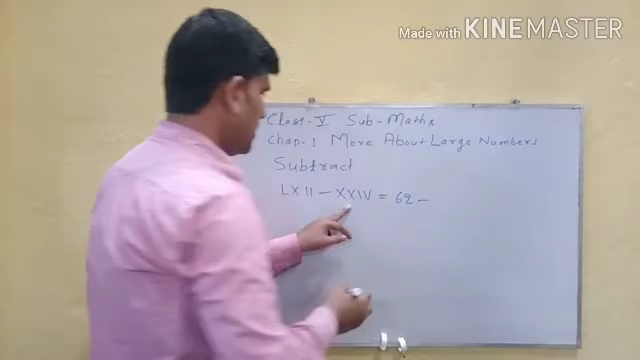 Made with KINEMASTER
Class-V Sub-Maths
Chap-1 More About Large Numbers
Subtract
LXII - XXIV = 62 -